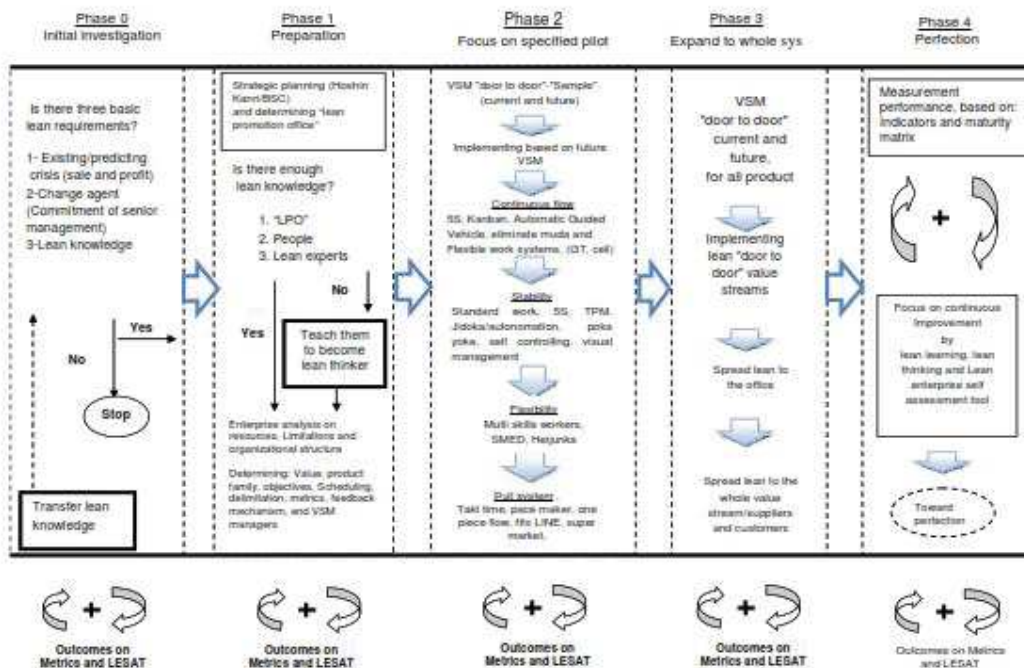 Phase 0
Initial investigation
Is there three basic
lean requirements?
1- Existing/predicting
crisis (sale and profit)
2-Change agent
(Commitment of senior
management)
3-Lean knowledge
Yes
No
Stop
Transfer lean
knowledge
Outcomes on
Metrics and LESAT
Phase 1
Preparation
Strategic planning (Hoshin
Kann/BSC)
and determining "lean
promotion office"
Is there enough
lean knowledge?
1. "LPO"
2. People
3. Lean experts
No
Yes
Teach them
to become
lean thinker
Enterprise analysis on
resources, Limitations and
organizational structure
Determining: Value, product
family, objectives, Scheduling,
delimitation, metrics, feedback
mechanism, and VSM
managers
Outcomes on
Metrics and LESAT
Phase 2
Focus on specified pilot
VSM "door to door"-"Sample"
(current and future)
Implementing based on future
VSM
Continuous flow
5S, Kanban, Automatic Guided
Vehicle, eliminate muda and
Flexible work systems, (GT, cell)
Stability
Standard work, 5S, TPM,
Jidoka/autonomation, poka
yoke, self controlling, visual
management
Flexibility
Multi skills workers,
SMED, Heijunka
Pull system
Takt time, pace maker, one
piece flow, fifo LINE, super
market,
Outcomes on
Metrics and LESAT
Phase 3
Expand to whole sys
VSM
"door to door"
current and
future,
for all product
Implementing
lean "door to
door" value
streams
Spread lean to
the office
Spread lean to the
whole value
stream/suppliers
and customers
Outcomes on
Metrics and LESAT
Phase 4
Perfection
Measurement
performance, based on:
Indicators and maturity
matrix
+
Focus on continuous
Improvement
by
lean learning, lean
thinking and Lean
enterprise self
assessment tool
Toward
perfection
Outcomes on Metrics
and LESAT